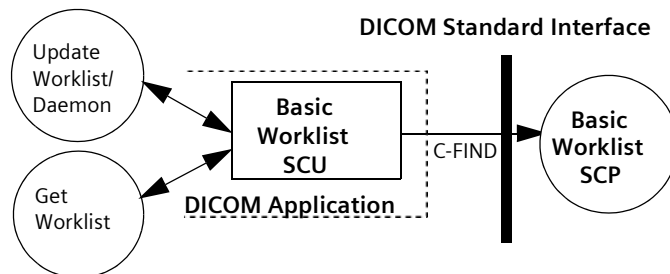 DICOM Standard Interface
Update
Worklist/
Daemon
Basic
Worklist
SCU
C-FIND
Basic
Worklist
SCP
Get
Worklist
DICOM Application